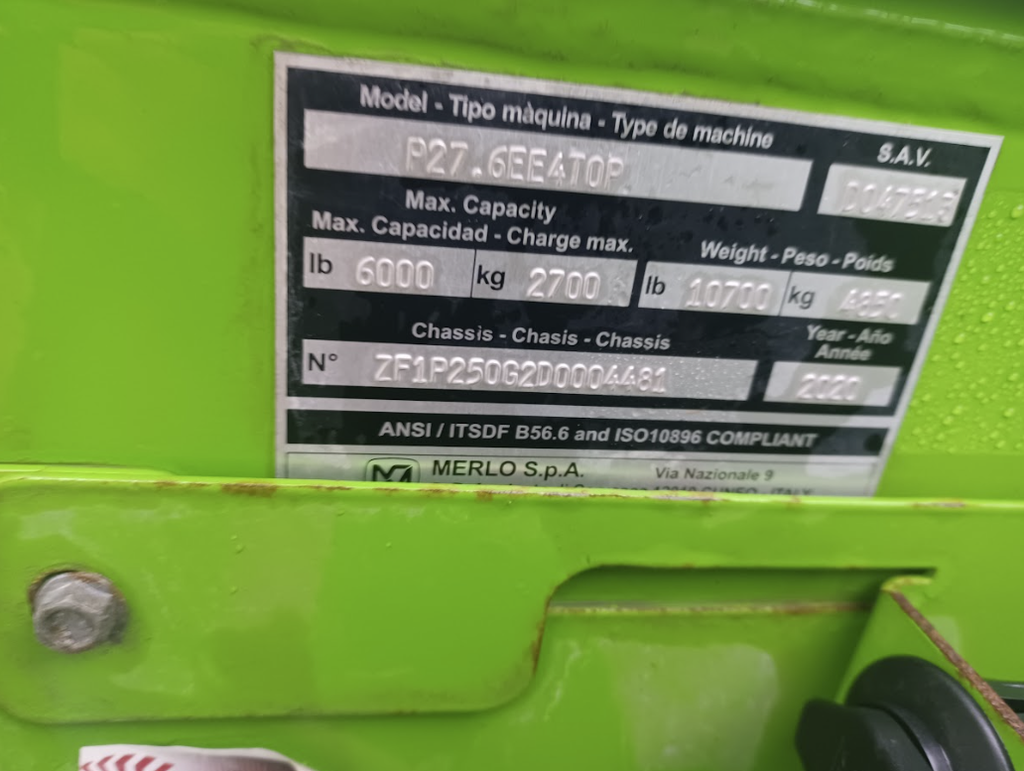 Model - Tipo màquina - Type de machine
P27.6EE4TOP
S.A.V.
Max. Capacity
Max. Capacidad - Charge max.
Weight - Peso - Poids
lb 6000 kg 2700
lb 10700 kg 4850
Chassis - Chasis - Chassis
Year - Año
Année
N° ZF1P250G2D0004481
2020
ANSI / ITSDF B56.6 and ISO10896 COMPLIANT
MERLO S.p.A.
Via Nazionale 9